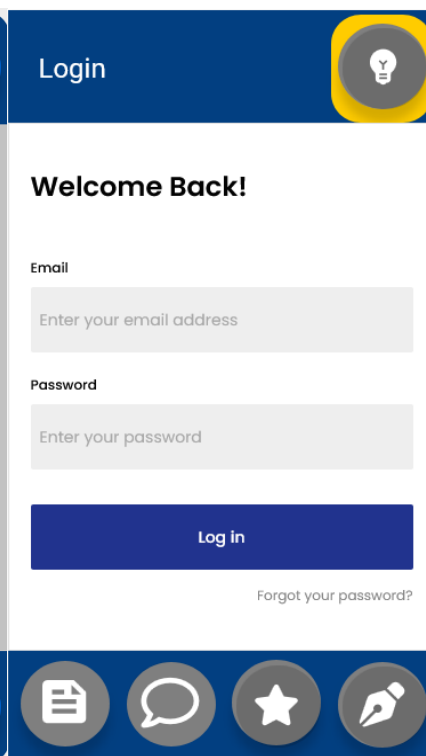 Login
Welcome Back!
Email
Enter your email address
Password
Enter your password
Log in
Forgot your password?